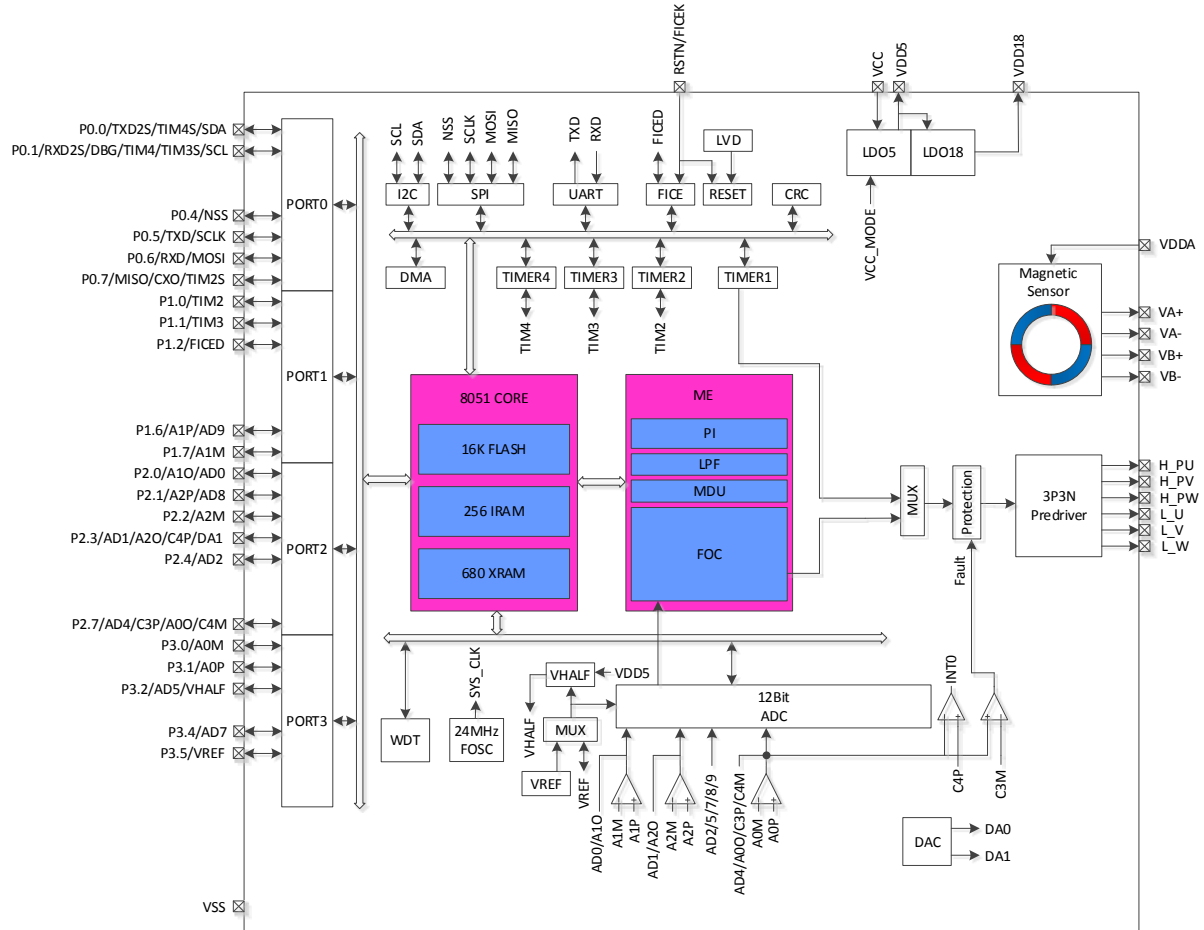 RSTN/FICEK
VCC
VDD5
VDD18
P0.0/TXD2S/TIM4S/SDA
P0.1/RXD2S/DBG/TIM4/TIM3S/SCL
P0.4/NSS
P0.5/TXD/SCLK
P0.6/RXD/MOSI
P0.7/MISO/CXO/TIM2S
P1.0/TIM2
P1.1/TIM3
P1.2/FICED
P1.6/A1P/AD9
P1.7/A1M
P2.0/A1O/AD0
P2.1/A2P/AD8
P2.2/A2M
P2.3/AD1/A2O/C4P/DA1
P2.4/AD2
P2.7/AD4/C3P/A0O/C4M
P3.0/A0M
P3.1/A0P
P3.2/AD5/VHALF
P3.4/AD7
P3.5/VREF
VSS
PORT0
PORT1
PORT2
PORT3
SCL
SDA
NSS
SCLK
MOSI
MISO
TXD
RXD
FICED
LVD
I2C
SPI
UART
FICE
RESET
CRC
DMA
TIMER4
TIMER3
TIMER2
TIMER1
TIM4
TIM3
TIM2
LDO5
LDO18
VCC_MODE
VDDA
Magnetic
Sensor
VA+
VA-
VB+
VB-
8051 CORE
16K FLASH
256 IRAM
680 XRAM
ME
PI
LPF
MDU
FOC
MUX
Protection
Fault
3P3N
Predriver
H_PU
H_PV
H_PW
L_U
L_V
L_W
WDT
SYS_CLK
24MHz
FOSC
VHALF
VDD5
VHALF
MUX
VREF
VREF
12Bit
ADC
INT0
AD0/A1O
A1M
A1P
AD1/A2O
A2M
A2P
AD2/5/7/8/9
AD4/A0O/C3P/C4M
A0M
A0P
C4P
C3M
DAC
DA0
DA1